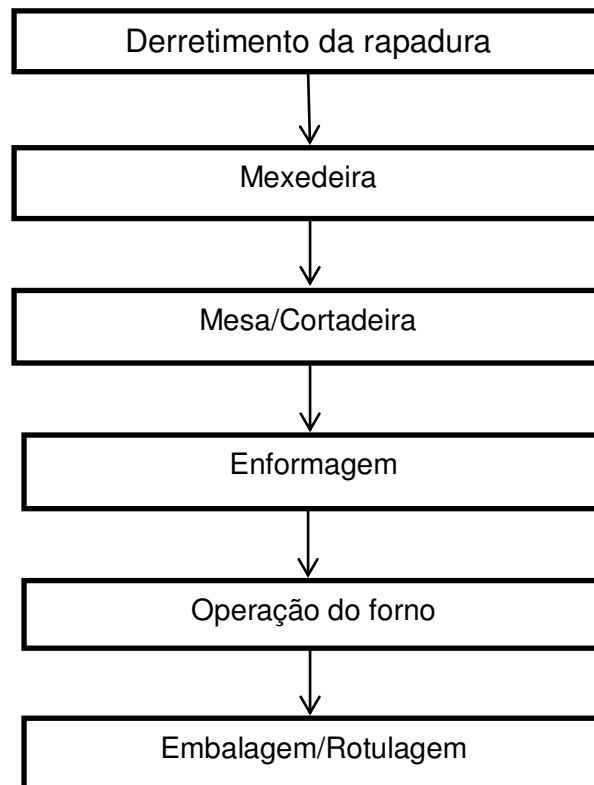 Derretimento da rapadura
Mexedeira
Mesa/Cortadeira
Enformagem
Operação do forno
Embalagem/Rotulagem